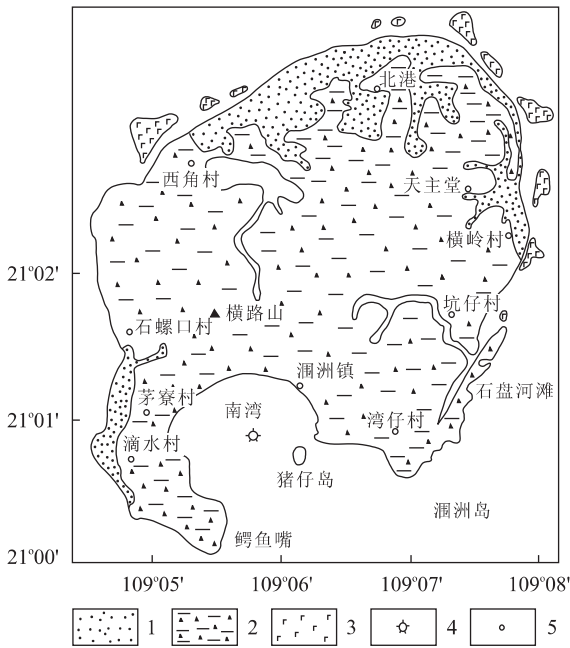 北港
西角村
天主堂
横岭村
21°02'
坑仔村
横路山
石螺口村
涠洲镇
石盘河滩
茅寮村
南湾
湾仔村
21°01'
滴水村
猪仔岛
涠洲岛
鳄鱼嘴
21°00'
109°05' 109°06' 109°07' 109°08'
1 2 3 4 5